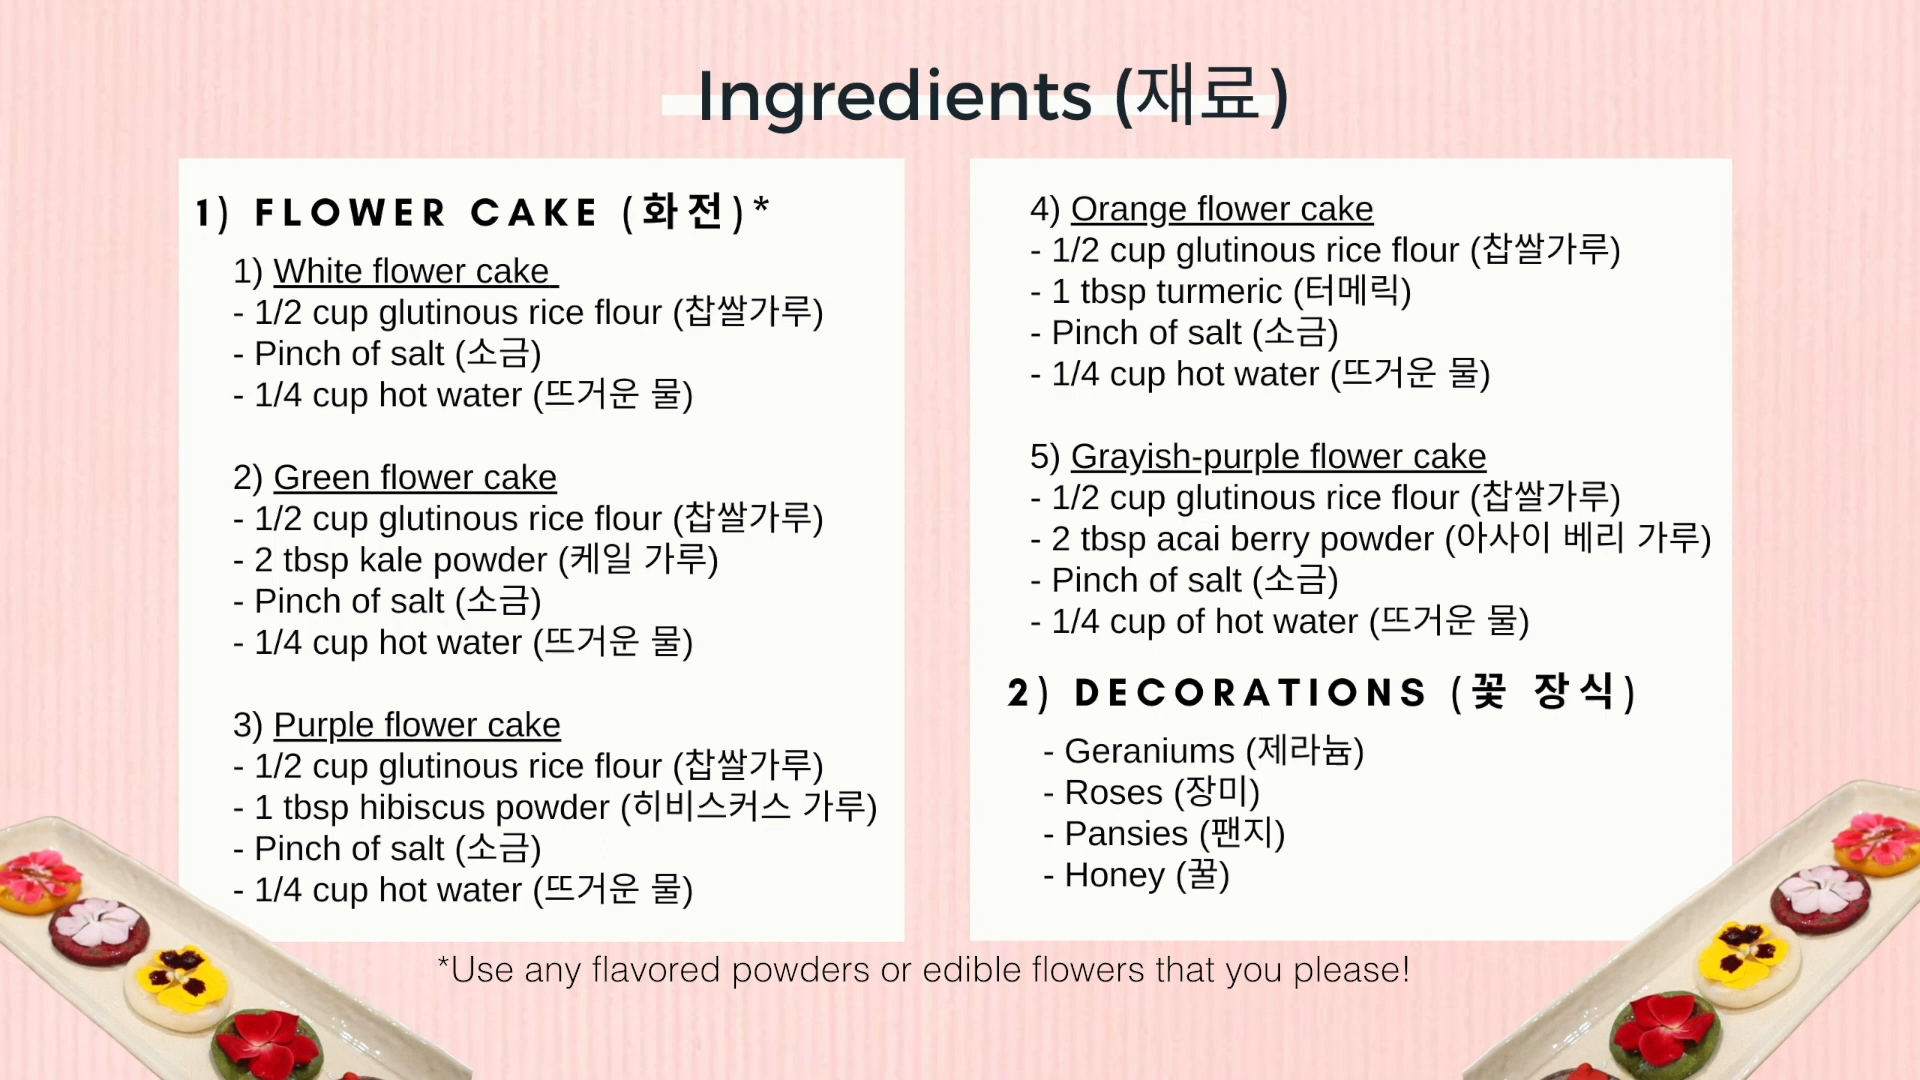 Ingredients (재료)
1) FLOWER CAKE (화전)*
1) White flower cake
- 1/2 cup glutinous rice flour (찹쌀가루)
- Pinch of salt (소금)
- 1/4 cup hot water (뜨거운 물)
2) Green flower cake
- 1/2 cup glutinous rice flour (찹쌀가루)
- 2 tbsp kale powder (케일 가루)
- Pinch of salt (소금)
- 1/4 cup hot water (뜨거운 물)
3) Purple flower cake
- 1/2 cup glutinous rice flour (찹쌀가루)
- 1 tbsp hibiscus powder (히비스커스 가루)
- Pinch of salt (소금)
- 1/4 cup hot water (뜨거운 물)
4) Orange flower cake
- 1/2 cup glutinous rice flour (찹쌀가루)
- 1 tbsp turmeric (터메릭)
- Pinch of salt (소금)
- 1/4 cup hot water (뜨거운 물)
5) Grayish-purple flower cake
- 1/2 cup glutinous rice flour (찹쌀가루)
- 2 tbsp acai berry powder (아사이 베리 가루)
- Pinch of salt (소금)
- 1/4 cup of hot water (뜨거운 물)
2) DECORATIONS (꽃 장식)
- Geraniums (제라늄)
- Roses (장미)
- Pansies (팬지)
- Honey (꿀)
*Use any flavored powders or edible flowers that you please!